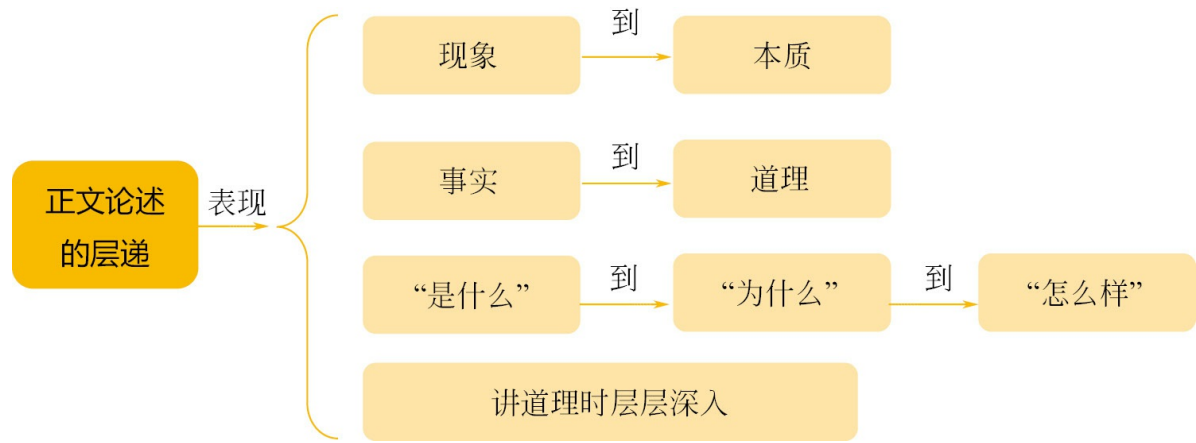 正文论述
的层递
表现
现象
到
本质
事实
到
道理
“是什么”
到
“为什么”
到
“怎么样”
讲道理时层层深入